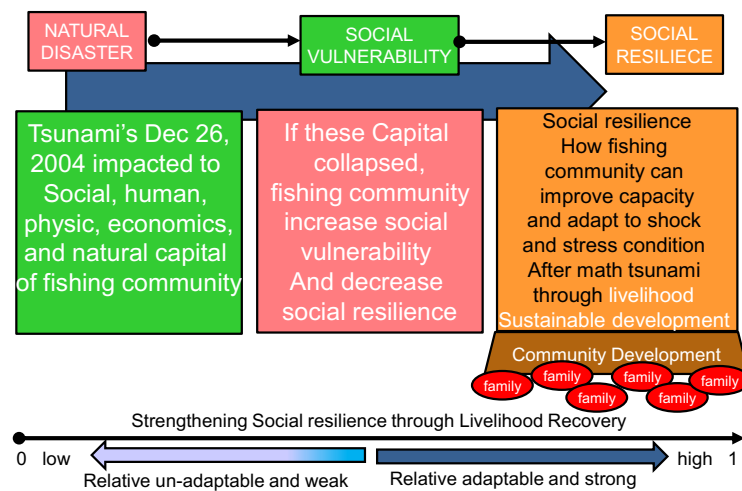 NATURAL
DISASTER
SOCIAL
VULNERABILITY
SOCIAL
RESILIECE
Tsunami's Dec 26,
2004 impacted to
Social, human,
physic, economics,
and natural capital
of fishing community
If these Capital
collapsed,
fishing community
increase social
vulnerability
And decrease
social resilience
Social resilience
How fishing
community can
improve capacity
and adapt to shock
and stress condition
After math tsunami
through livelihood
Sustainable development
Community Development
family
family
family
family
family
family
Strengthening Social resilience through Livelihood Recovery
0 low
high 1
Relative un-adaptable and weak
Relative adaptable and strong